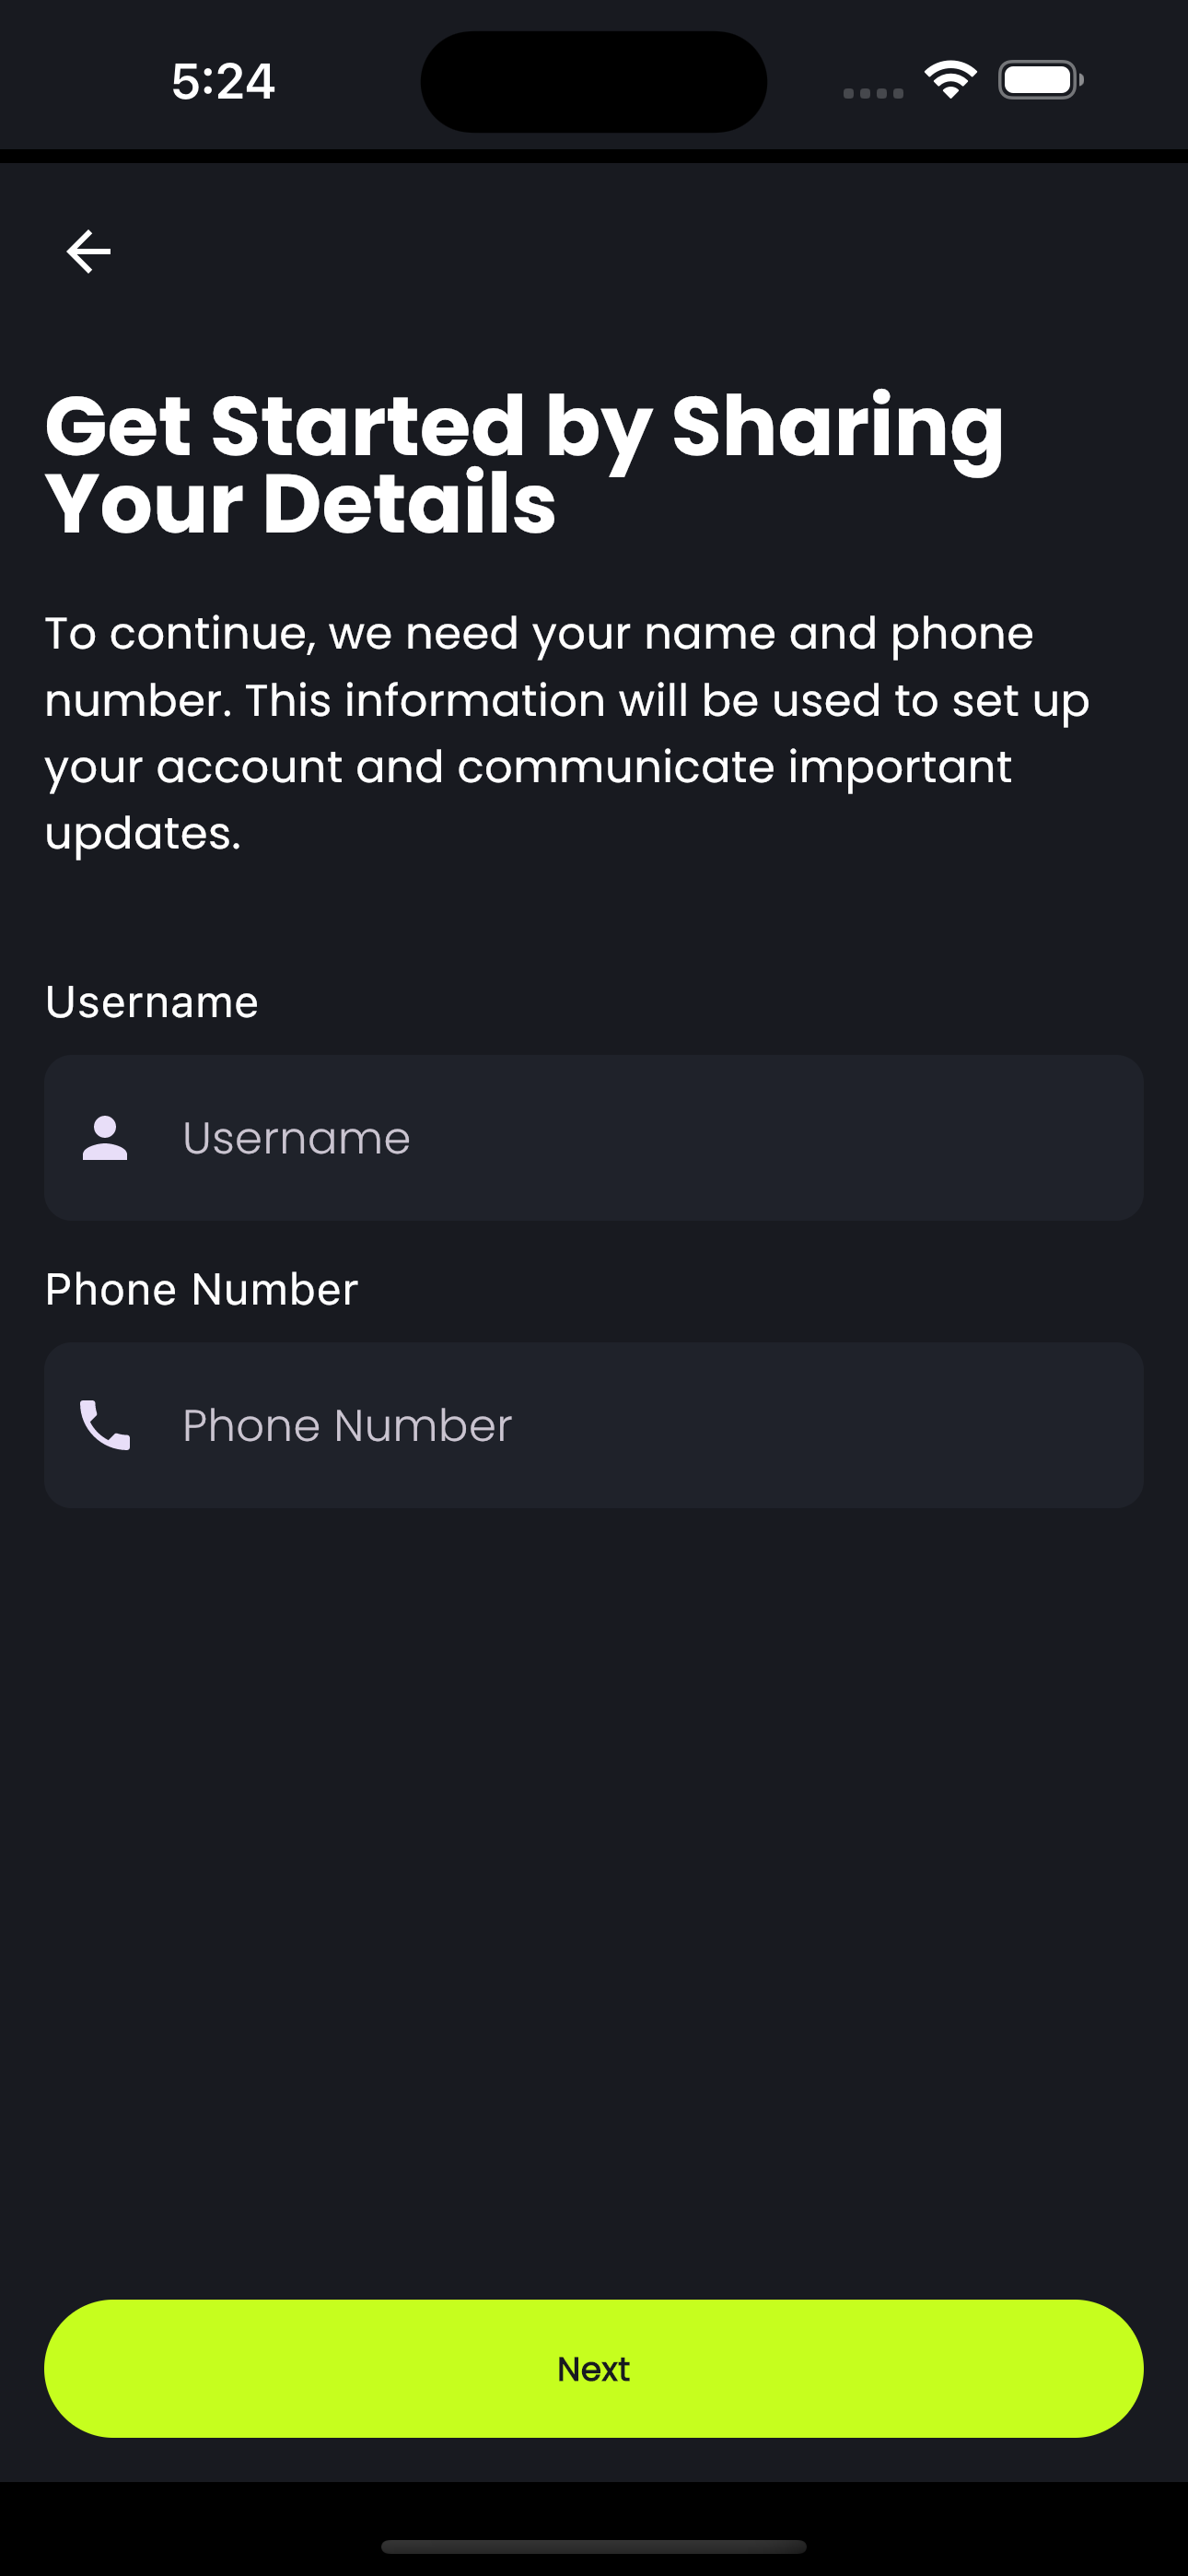 5:24
Get Started by Sharing
Your Details
To continue, we need your name and phone
number. This information will be used to set up
your account and communicate important
updates.
Username
Username
Phone Number
Phone Number
Next